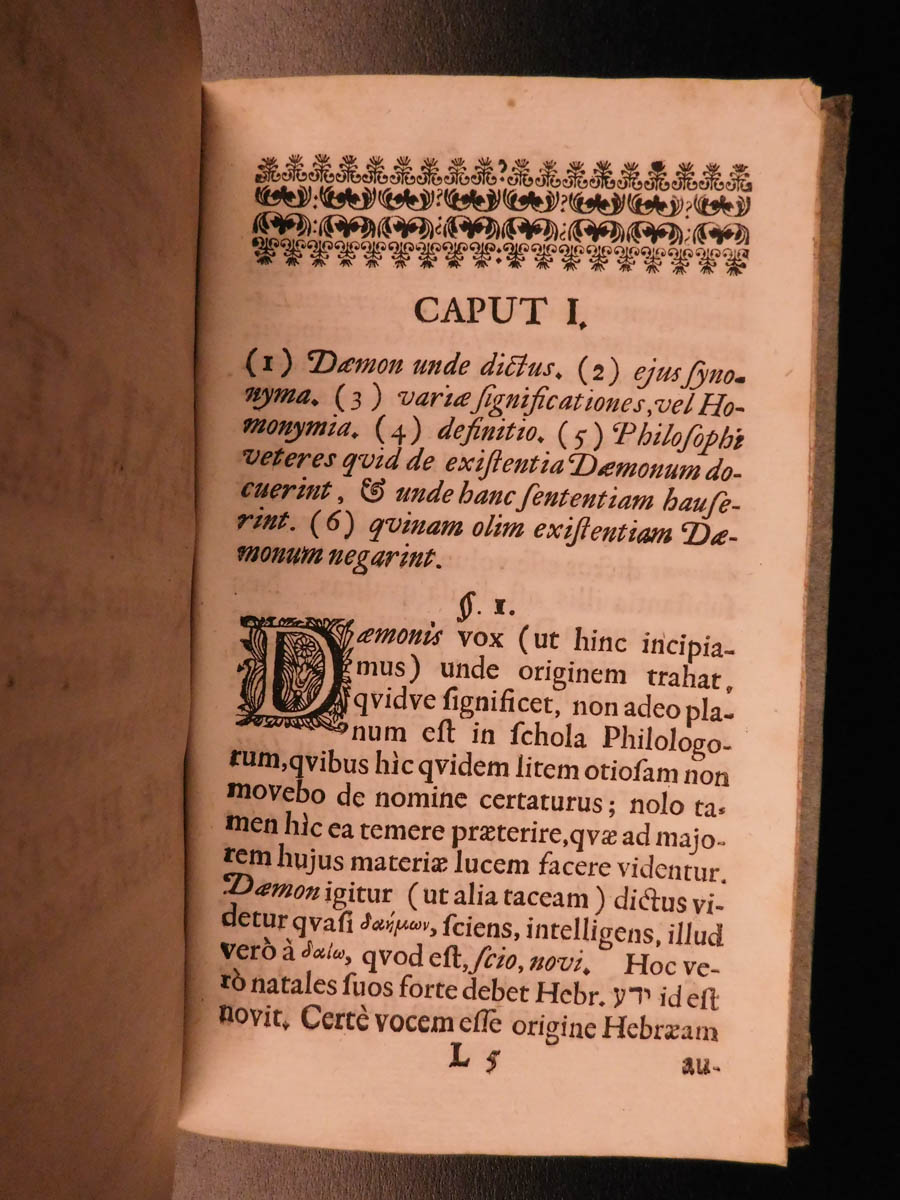 CAPUT I.
(1) Dæmon unde dictus. (2) ejus ſyno-
nyma. (3) variæ ſignificationes, vel Ho-
monymia. (4) definitio. (5) Philoſophi
veteres qvid de exiſtentia Dæmonum do-
cuerint, & unde hanc ſententiam hauſe-
rint. (6) qvinam olim exiſtentiam Dæ-
monum negarint.
§. 1.
Dæmonis vox (ut hinc incipia-
mus) unde originem trahat,
qvidve ſignificet, non adeo pla-
num eſt in ſchola Philologo-
rum, qvibus hìc qvidem litem otioſam non
movebo de nomine certaturus; nolo ta-
men hìc ea temere præterire, qvæ ad majo-
rem hujus materiæ lucem facere videntur.
Dæmon igitur (ut alia taceam) dictus vi-
detur qvaſi δαήμων, ſciens, intelligens, illud
verò à δαίω, qvod eſt, ſcio, novi. Hoc ve-
rò natales ſuos forte debet Hebr. ידע id eſt
novit. Certè vocem eſſe origine Hebræam
L 5 au-